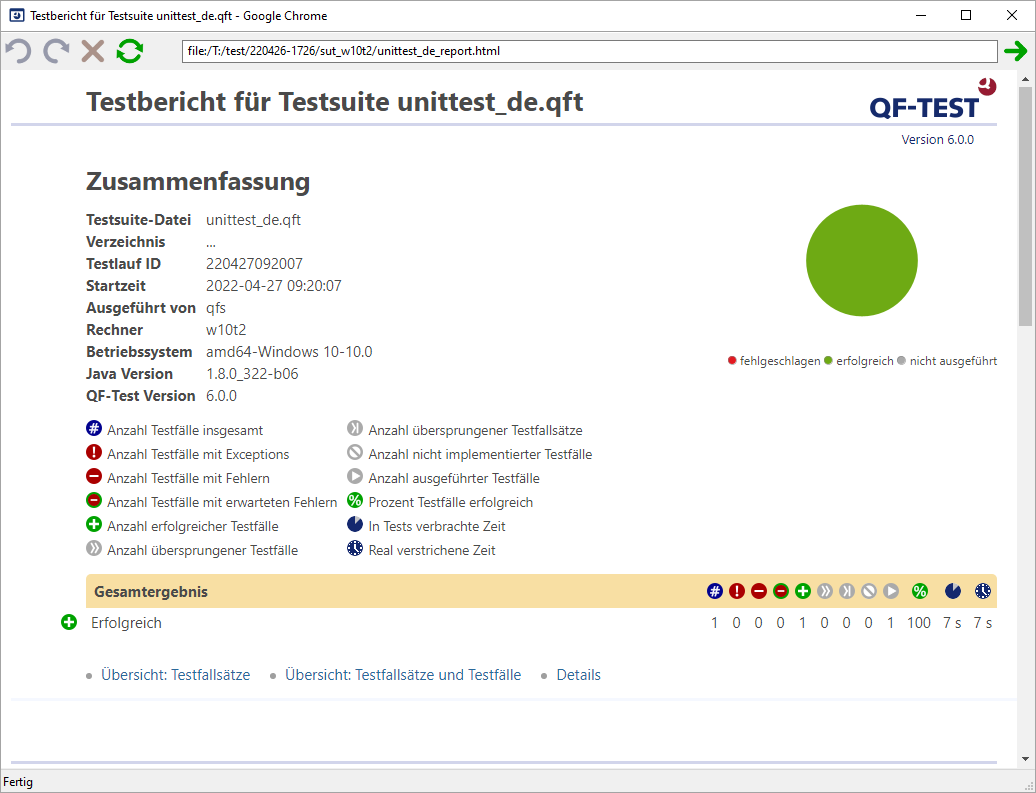 Testbericht für Testsuite unittest_de.qft - Google Chrome
file:/T:/test/220426-1726/sut_w10t2/unittest_de_report.html
Testbericht für Testsuite unittest_de.qft
QF-TEST
Version 6.0.0
Zusammenfassung
Testsuite-Datei unittest_de.qft
Verzeichnis ...
Testlauf ID 220427092007
Startzeit 2022-04-27 09:20:07
Ausgeführt von qfs
Rechner w10t2
Betriebssystem amd64-Windows 10-10.0
Java Version 1.8.0_322-b06
QF-Test Version 6.0.0
fehlgeschlagen erfolgreich nicht ausgeführt
# Anzahl Testfälle insgesamt
! Anzahl Testfälle mit Exceptions
Anzahl Testfälle mit Fehlern
Anzahl Testfälle mit erwarteten Fehlern
Anzahl erfolgreicher Testfälle
Anzahl übersprungener Testfälle
Anzahl übersprungener Testfallsätze
Anzahl nicht implementierter Testfälle
Anzahl ausgeführter Testfälle
% Prozent Testfälle erfolgreich
In Tests verbrachte Zeit
Real verstrichene Zeit
Gesamtergebnis # ! %
Erfolgreich 1 0 0 0 1 0 0 0 1 100 7 s 7 s
Übersicht: Testfallsätze Übersicht: Testfallsätze und Testfälle Details
Fertig